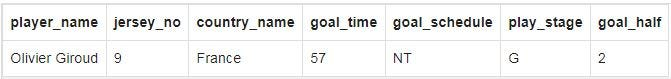 player_name jersey_no country_name goal_time goal_schedule play_stage goal_half
Olivier Giroud 9 France 57 NT G 2